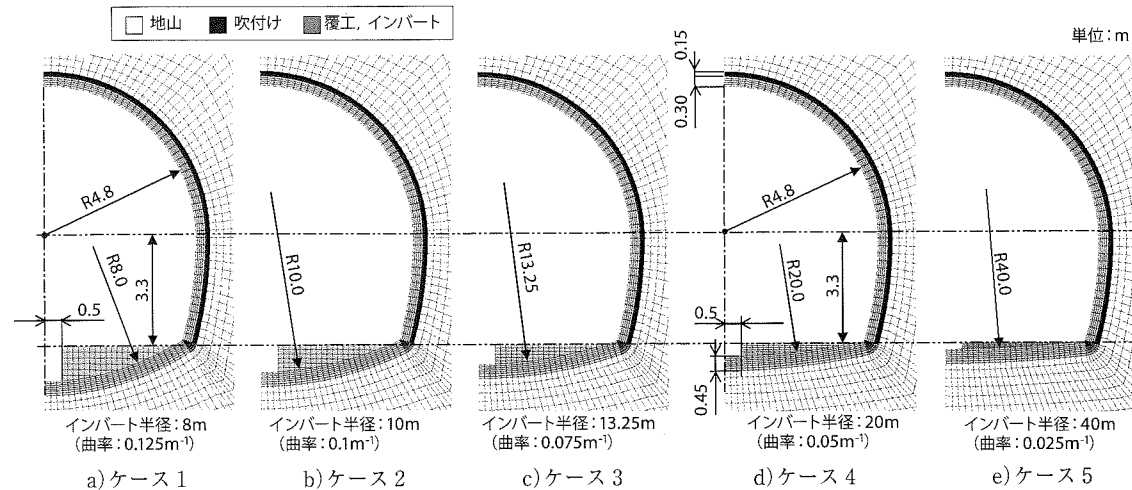 地山 吹付け 覆工, インバート
単位:m
R4.8
R8.0
3.3
0.5
インバート半径:8m
(曲率:0.125m⁻¹)
a)ケース1
R10.0
インバート半径:10m
(曲率:0.1m⁻¹)
b)ケース2
R13.25
インバート半径:13.25m
(曲率:0.075m⁻¹)
c)ケース3
0.15
0.30
R4.8
R20.0
3.3
0.5
0.45
インバート半径:20m
(曲率:0.05m⁻¹)
d)ケース4
R40.0
インバート半径:40m
(曲率:0.025m⁻¹)
e)ケース5